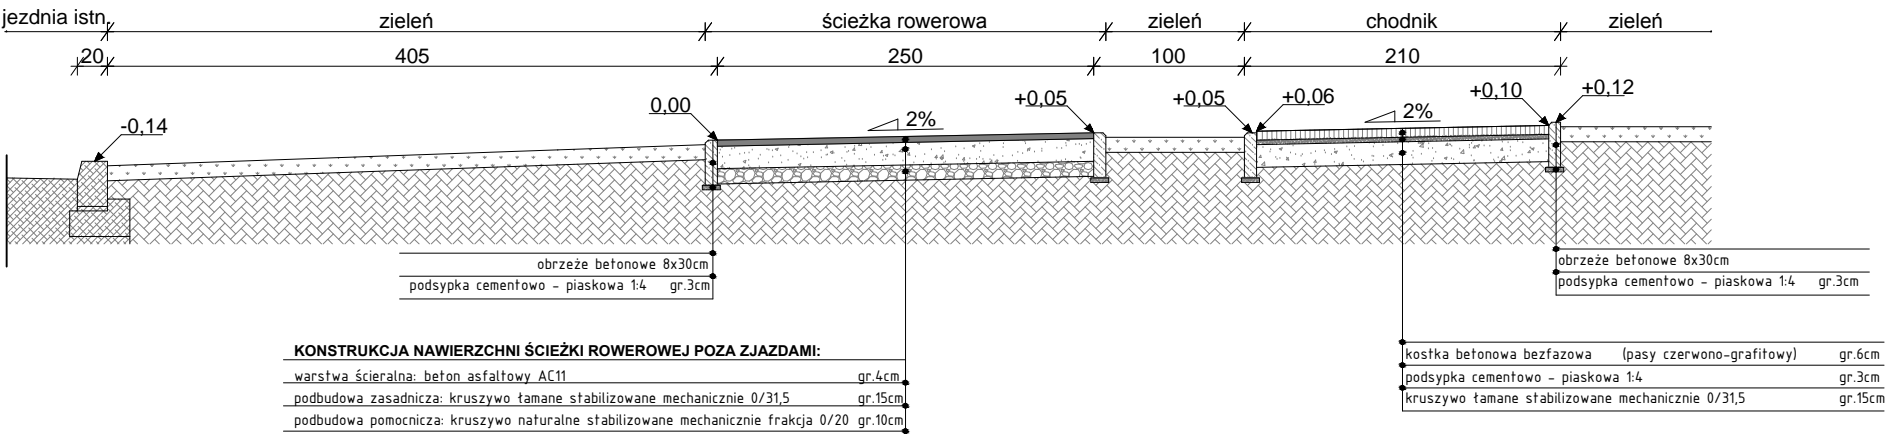 jezdnia istn. zieleń ścieżka rowerowa zieleń chodnik zieleń
20 405 250 100 210
-0,14 0,00 +0,05 +0,05 +0,06 +0,10 +0,12
2% 2%
obrzeże betonowe 8x30cm
podsypka cementowo - piaskowa 1:4 gr.3cm
obrzeże betonowe 8x30cm
podsypka cementowo - piaskowa 1:4 gr.3cm
KONSTRUKCJA NAWIERZCHNI ŚCIEŻKI ROWEROWEJ POZA ZJAZDAMI:
warstwa ścieralna: beton asfaltowy AC11 gr.4cm
podbudowa zasadnicza: kruszywo łamane stabilizowane mechanicznie 0/31,5 gr.15cm
podbudowa pomocnicza: kruszywo naturalne stabilizowane mechanicznie frakcja 0/20 gr.10cm
kostka betonowa bezfazowa (pasy czerwono-grafitowy) gr.6cm
podsypka cementowo - piaskowa 1:4 gr.3cm
kruszywo łamane stabilizowane mechanicznie 0/31,5 gr.15cm